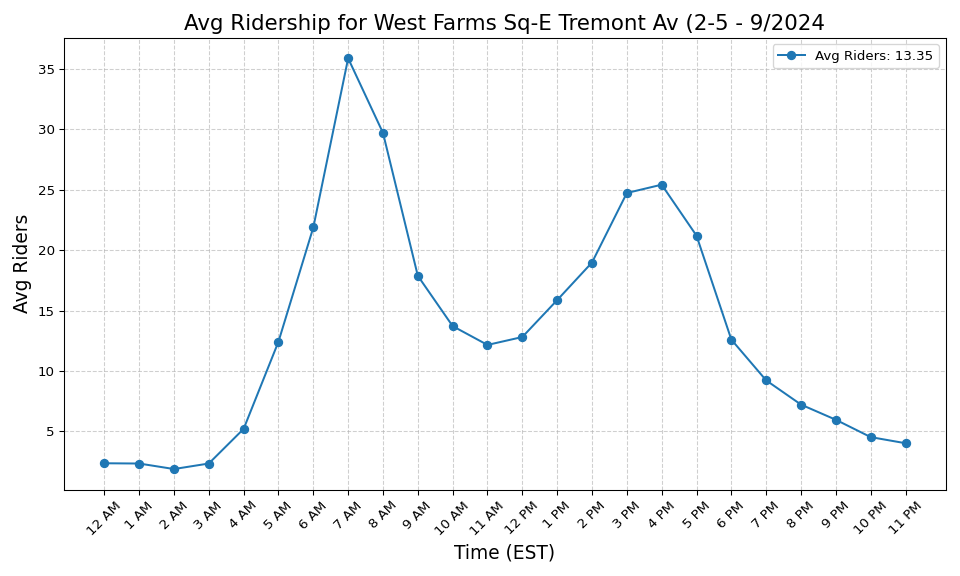 Avg Ridership for West Farms Sq-E Tremont Av (2-5 - 9/2024
Avg Riders: 13.35
Avg Riders
35
30
25
20
15
10
5
12 AM 1 AM 2 AM 3 AM 4 AM 5 AM 6 AM 7 AM 8 AM 9 AM 10 AM 11 AM 12 PM 1 PM 2 PM 3 PM 4 PM 5 PM 6 PM 7 PM 8 PM 9 PM 10 PM 11 PM
Time (EST)